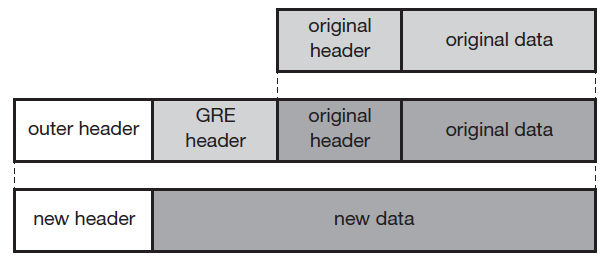 original
header
original data
outer header
GRE
header
original
header
original data
new header
new data